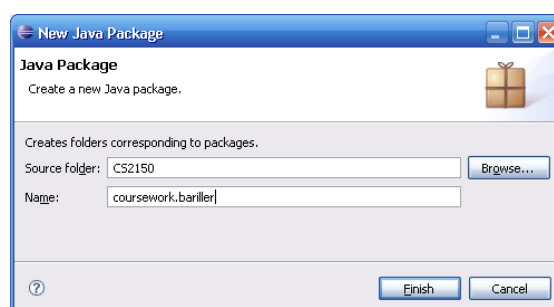 New Java Package
Java Package
Create a new Java package.
Creates folders corresponding to packages.
Source folder: CS2150 Browse...
Name: coursework.bariller
? Finish Cancel